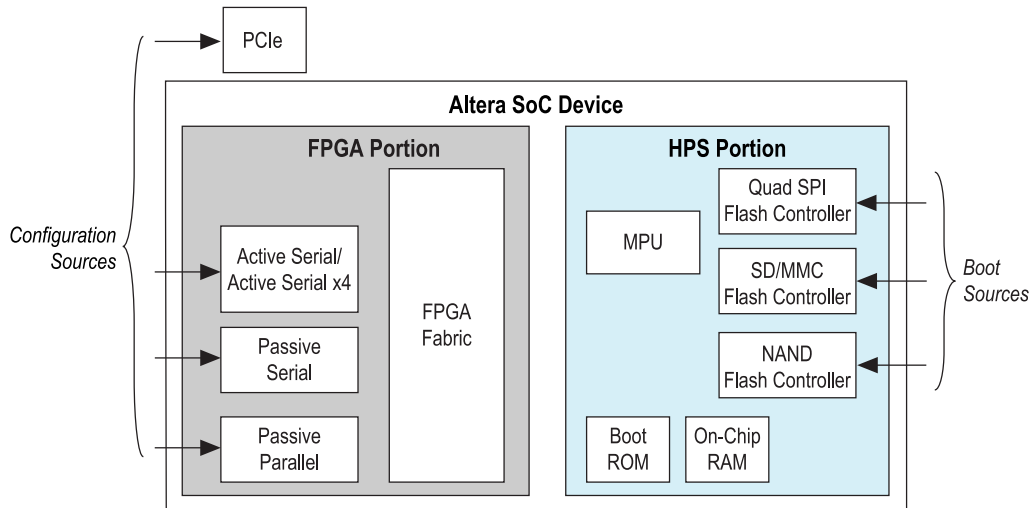 PCIe
Altera SoC Device
FPGA Portion
HPS Portion
Configuration
Sources
Active Serial/
Active Serial x4
Passive
Serial
Passive
Parallel
FPGA
Fabric
MPU
Quad SPI
Flash Controller
SD/MMC
Flash Controller
NAND
Flash Controller
Boot
ROM
On-Chip
RAM
Boot
Sources